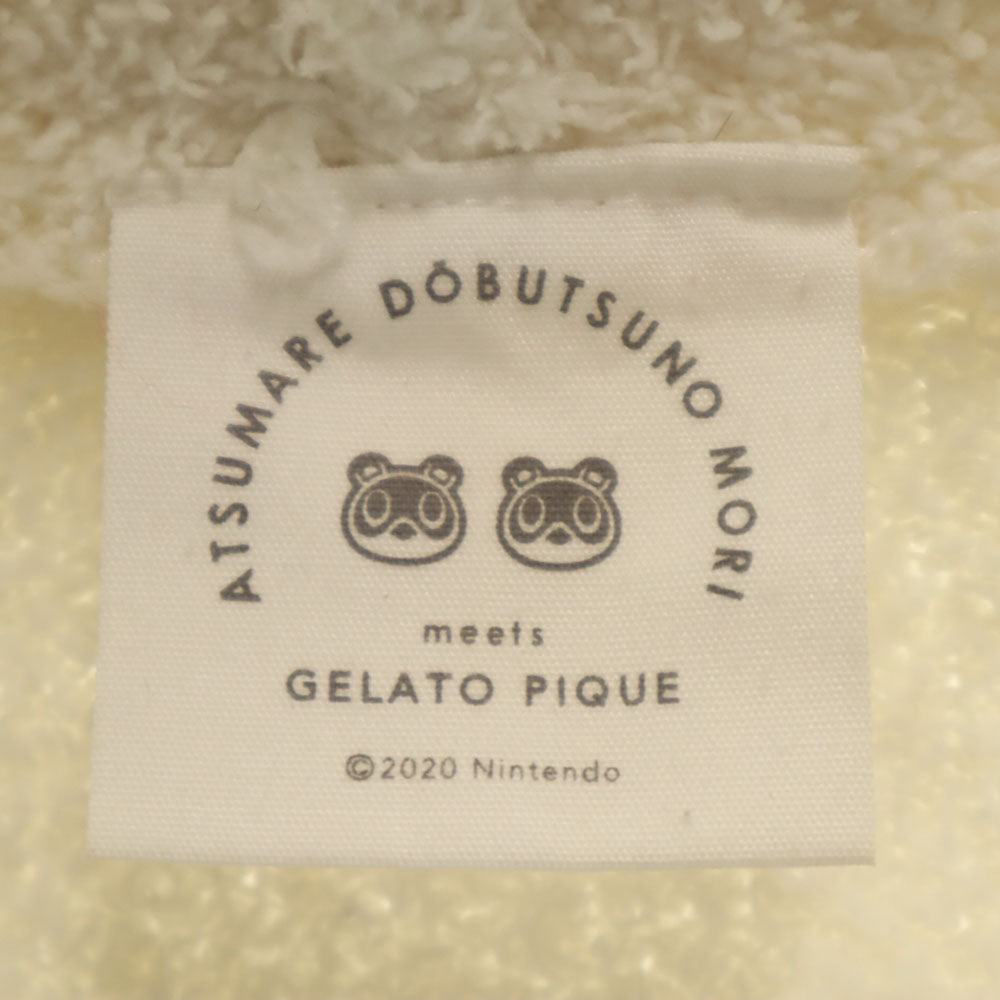 ATSUMARE DŌBUTSUNO MORI
meets
GELATO PIQUE
©2020 Nintendo